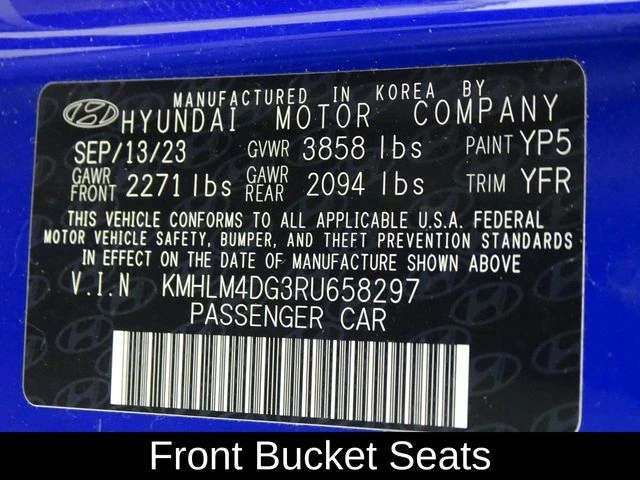 MANUFACTURED IN KOREA BY
HYUNDAI MOTOR COMPANY
SEP/13/23 GVWR 3858 lbs PAINT YP5
GAWR FRONT 2271 lbs GAWR REAR 2094 lbs TRIM YFR
THIS VEHICLE CONFORMS TO ALL APPLICABLE U.S.A. FEDERAL
MOTOR VEHICLE SAFETY, BUMPER, AND THEFT PREVENTION STANDARDS
IN EFFECT ON THE DATE OF MANUFACTURE SHOWN ABOVE
V.I.N KMHLM4DG3RU658297
PASSENGER CAR
Front Bucket Seats